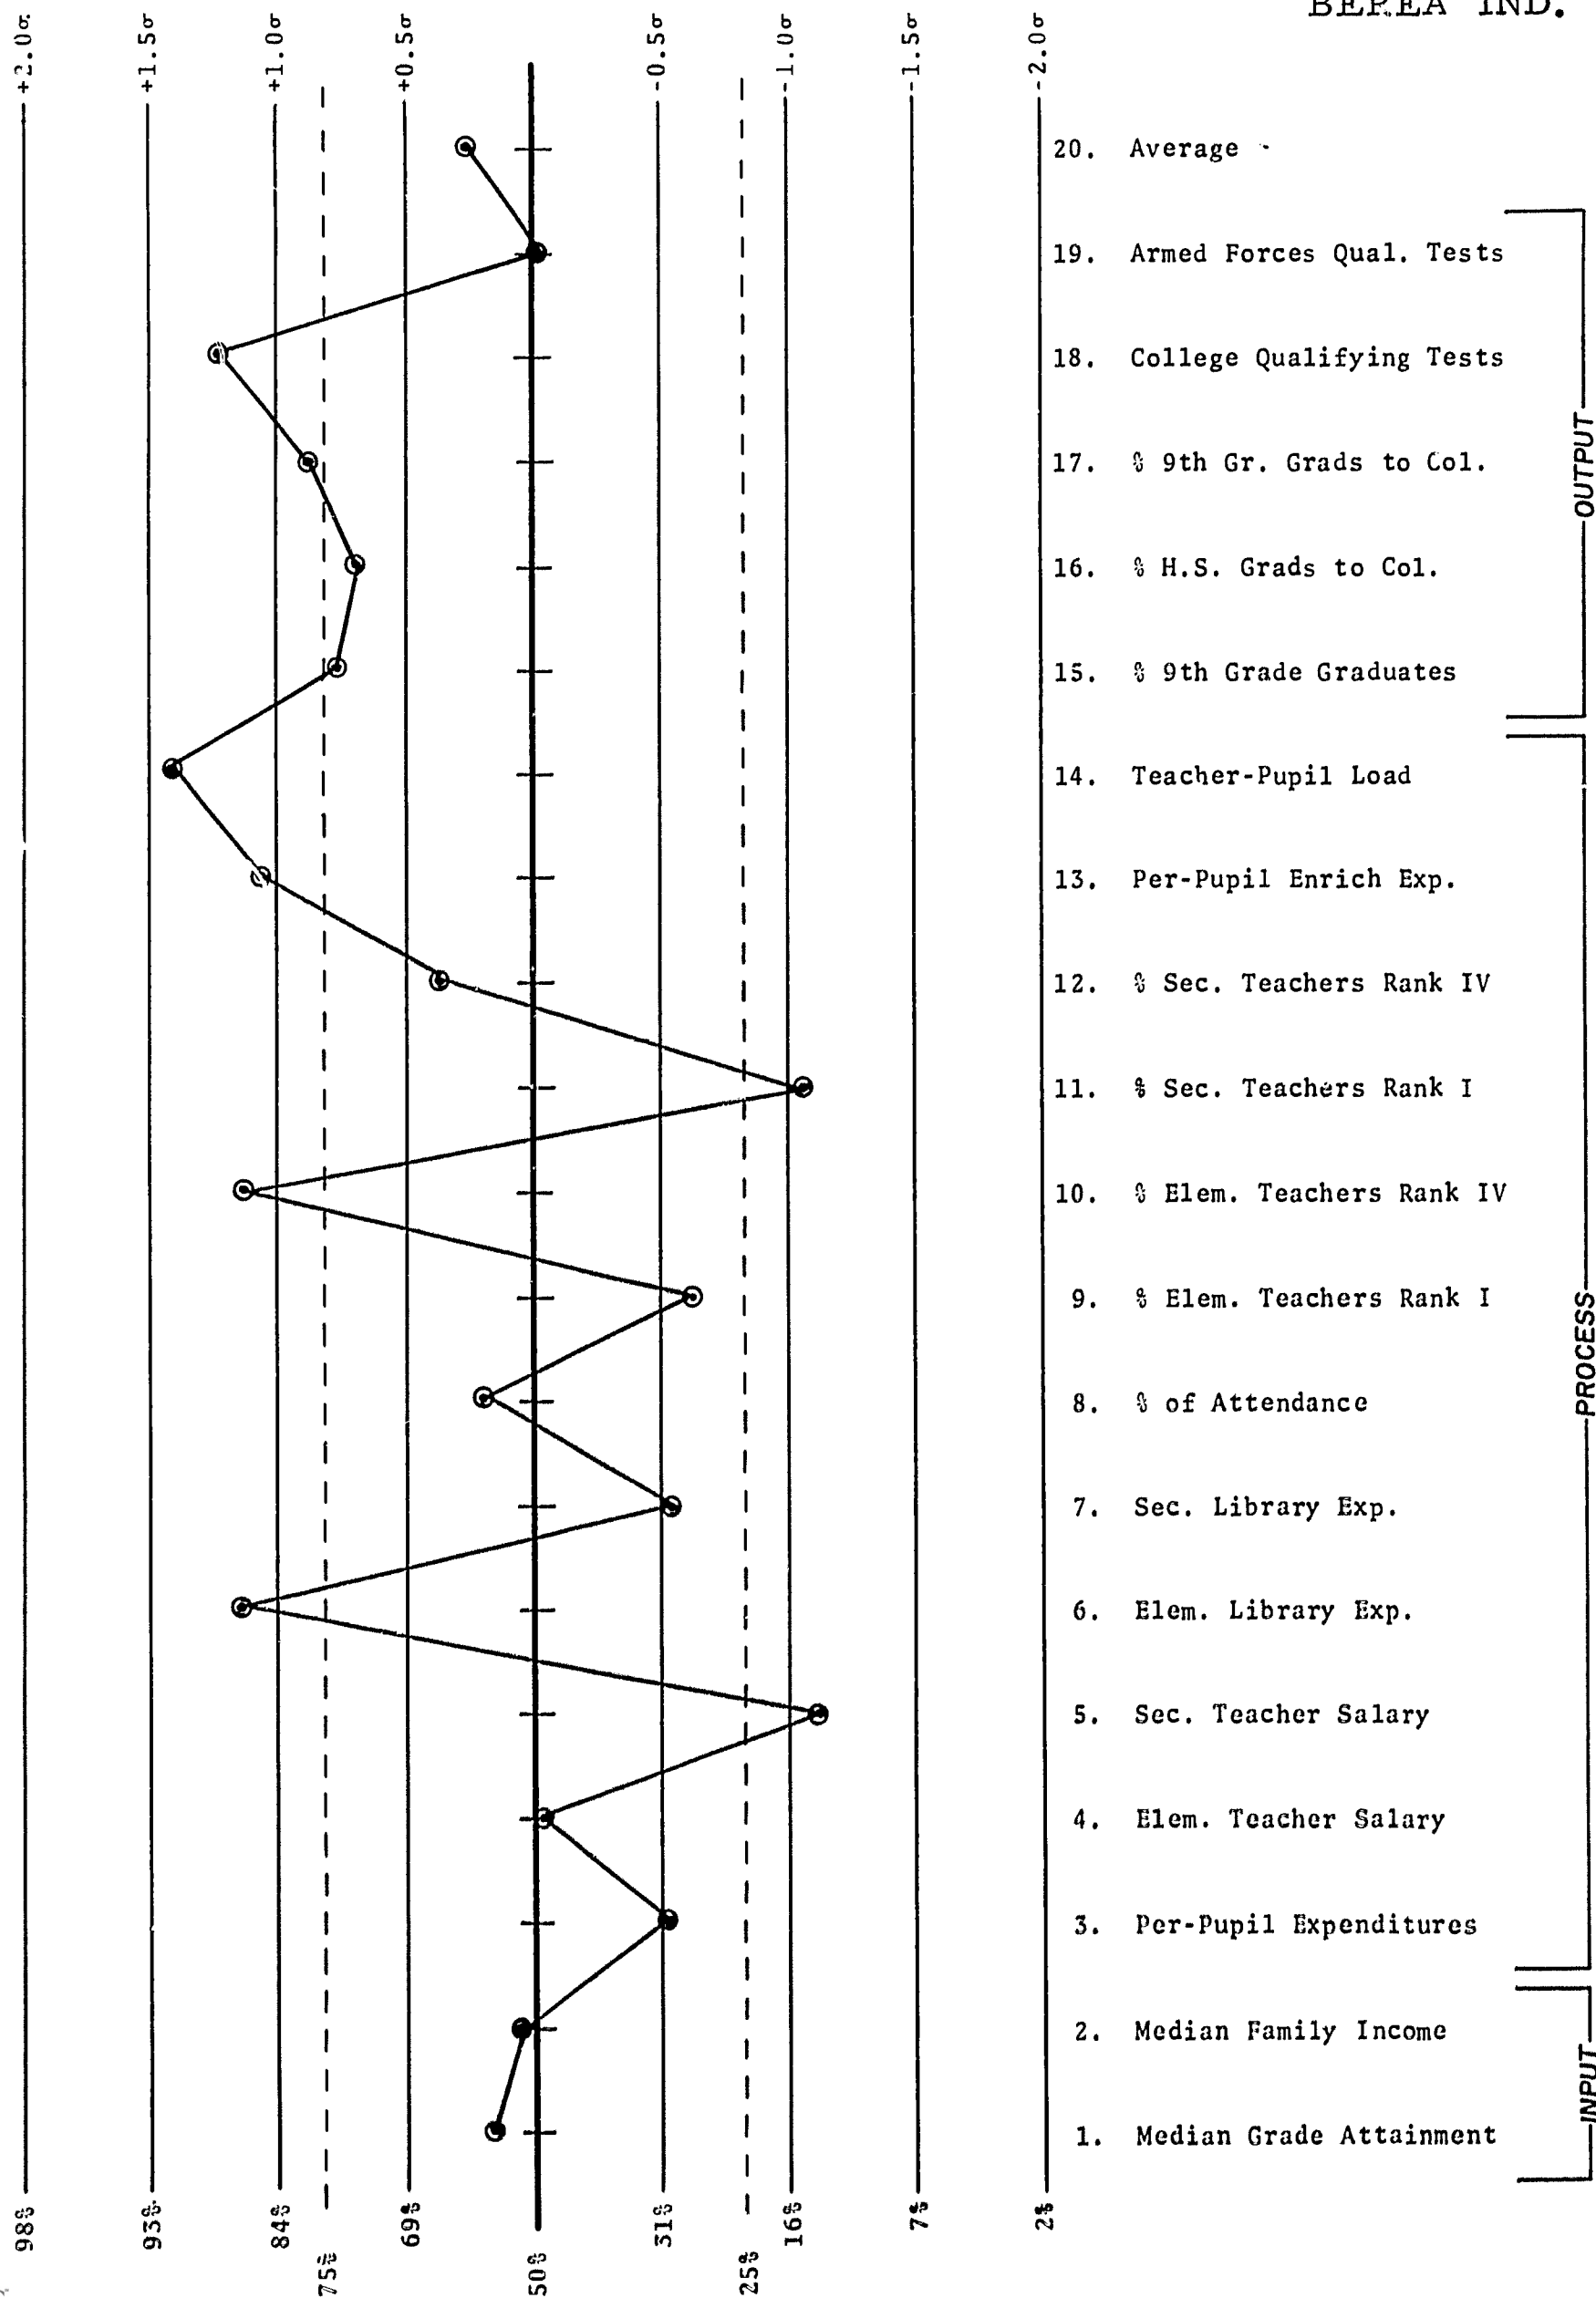 BEREA IND.
+2.0σ
+1.5σ
+1.0σ
+0.5σ
-0.5σ
-1.0σ
-1.5σ
-2.0σ
20. Average
19. Armed Forces Qual. Tests
18. College Qualifying Tests
17. % 9th Gr. Grads to Col.
16. % H.S. Grads to Col.
15. % 9th Grade Graduates
OUTPUT
14. Teacher-Pupil Load
13. Per-Pupil Enrich Exp.
12. % Sec. Teachers Rank IV
11. % Sec. Teachers Rank I
10. % Elem. Teachers Rank IV
9. % Elem. Teachers Rank I
8. % of Attendance
7. Sec. Library Exp.
6. Elem. Library Exp.
5. Sec. Teacher Salary
4. Elem. Teacher Salary
3. Per-Pupil Expenditures
PROCESS
2. Median Family Income
1. Median Grade Attainment
INPUT
98%
93%
84%
75%
69%
50%
31%
25%
16%
7%
2%